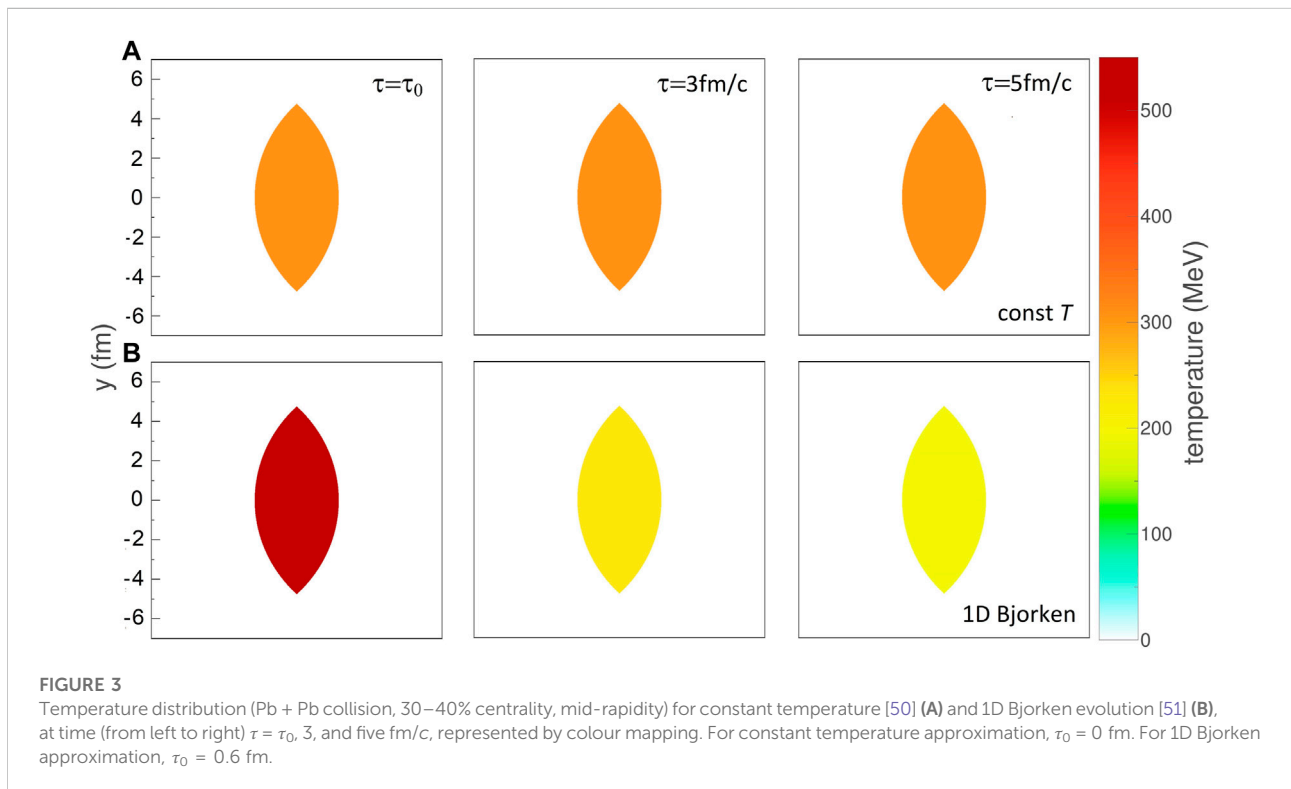 A
τ=τ0
τ=3fm/c
τ=5fm/c
6
4
2
0
-2
-4
-6
const T
y (fm)
B
6
4
2
0
-2
-4
-6
1D Bjorken
500
400
300
200
100
0
temperature (MeV)
FIGURE 3
Temperature distribution (Pb + Pb collision, 30–40% centrality, mid-rapidity) for constant temperature [50] (A) and 1D Bjorken evolution [51] (B),
at time (from left to right) τ = τ0, 3, and five fm/c, represented by colour mapping. For constant temperature approximation, τ0 = 0 fm. For 1D Bjorken
approximation, τ0 = 0.6 fm.